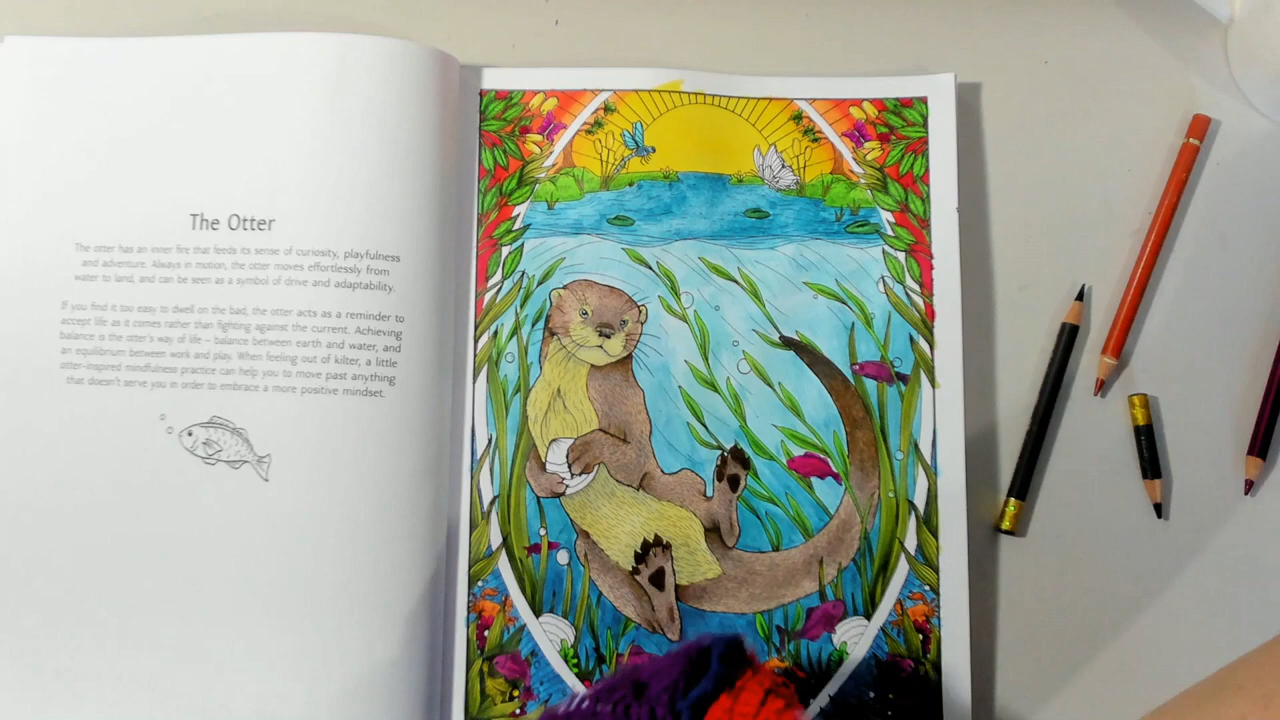 The Otter
The otter has an inner fire that feeds its sense of curiosity, playfulness
and adventure. Always in motion, the otter moves effortlessly from
water to land, and can be seen as a symbol of drive and adaptability.
If you find it too easy to dwell on the bad, the otter acts as a reminder to
accept life as it comes rather than fighting against the current. Achieving
balance is the otter's way of life – balance between earth and water, and
an equilibrium between work and play. When feeling out of kilter, a little
otter-inspired mindfulness practice can help you to move past anything
that doesn't serve you in order to embrace a more positive mindset.